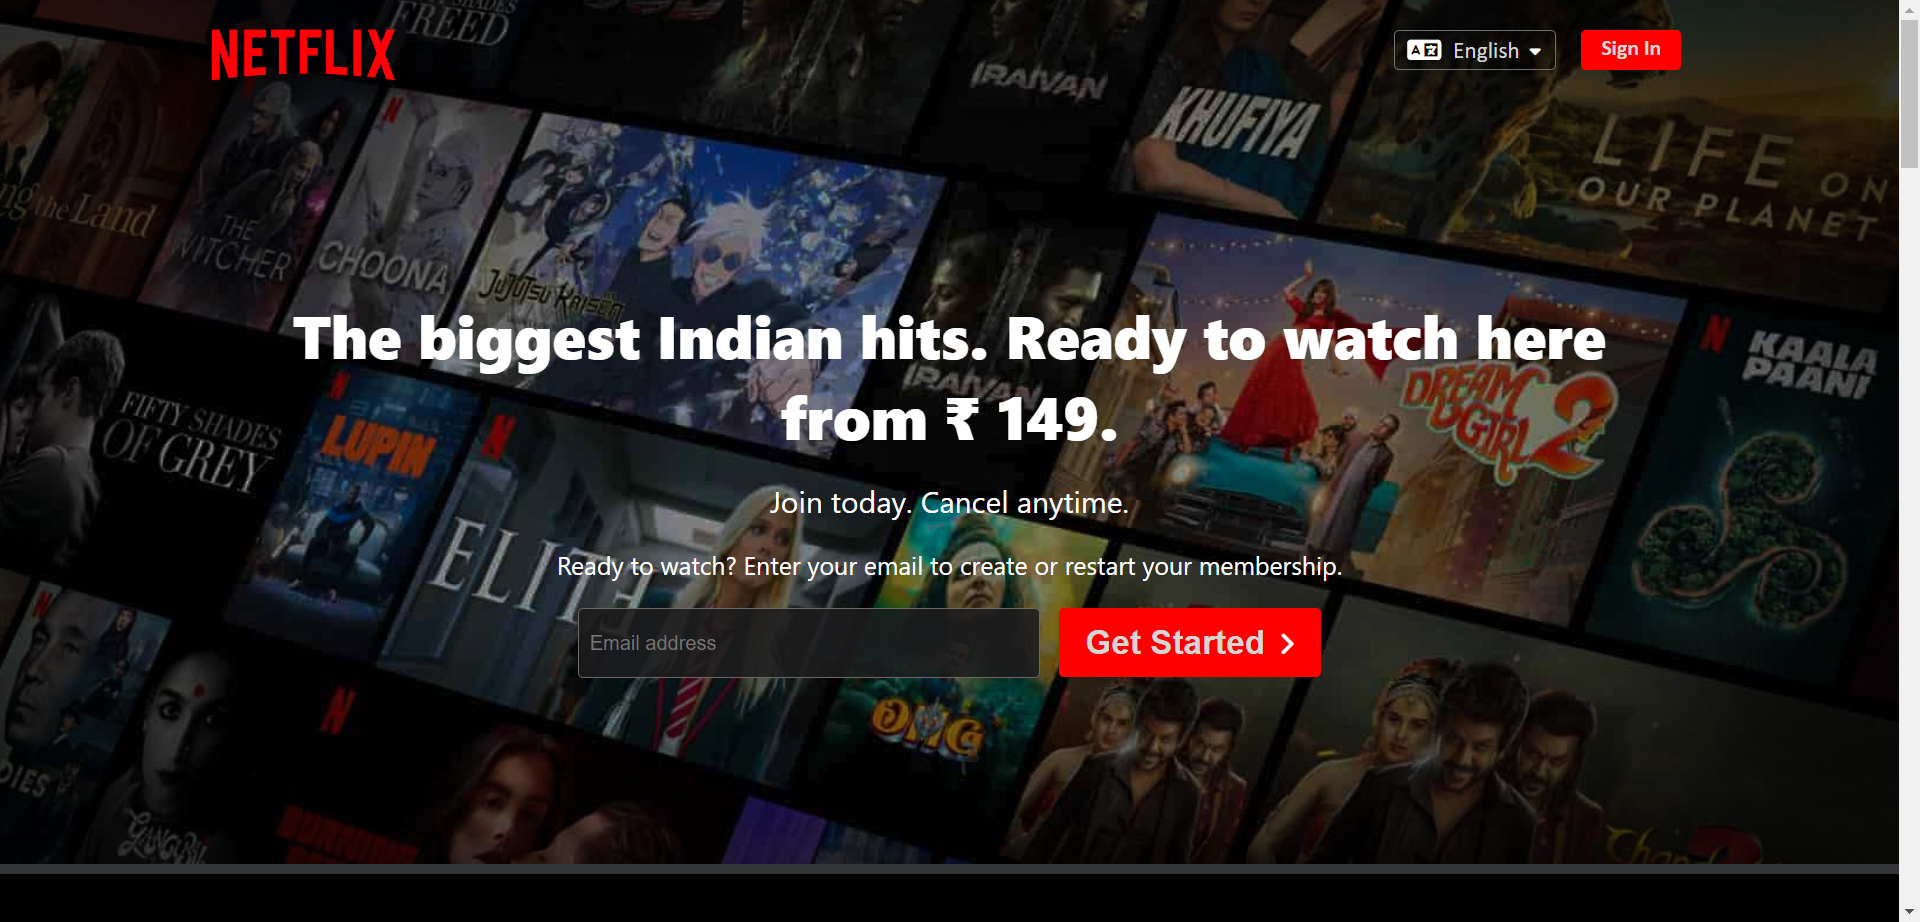 SHADES
FREED
NETFLIX
English
Sign In
IRAIVAN
KHUFIYA
LIFE ON
OUR PLANET
the Land
THE
WITCHER
CHOONA
JUJUTSU KAISEN
The biggest Indian hits. Ready to watch here
from ₹ 149.
IRAIVAN
DREAM
GIRL 2
KAALA
PAANI
FIFTY SHADES
OF GREY
LUPIN
Join today. Cancel anytime.
ELITE
Ready to watch? Enter your email to create or restart your membership.
Email address
Get Started
OMG